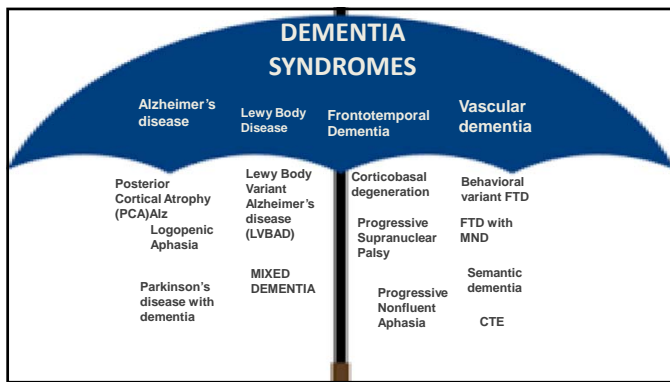 DEMENTIA
SYNDROMES
Alzheimer's
disease
Lewy Body
Disease
Frontotemporal
Dementia
Vascular
dementia
Posterior
Cortical Atrophy
(PCA)Alz
Logopenic
Aphasia
Parkinson's
disease with
dementia
Lewy Body
Variant
Alzheimer's
disease
(LVBAD)
MIXED
DEMENTIA
Corticobasal
degeneration
Progressive
Supranuclear
Palsy
Progressive
Nonfluent
Aphasia
Behavioral
variant FTD
FTD with
MND
Semantic
dementia
CTE